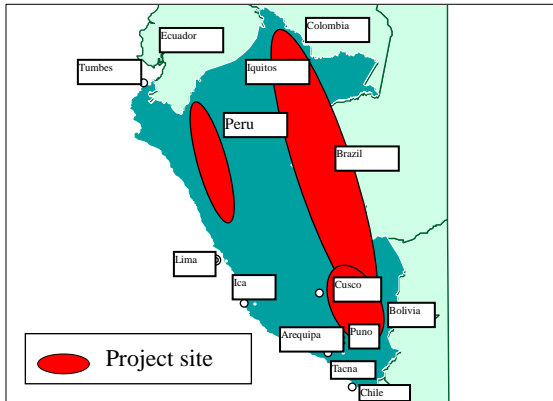 Colombia
Ecuador
Tumbes
Iquitos
Peru
Brazil
Lima
Ica
Cusco
Bolivia
Arequipa
Puno
Tacna
Chile
Project site